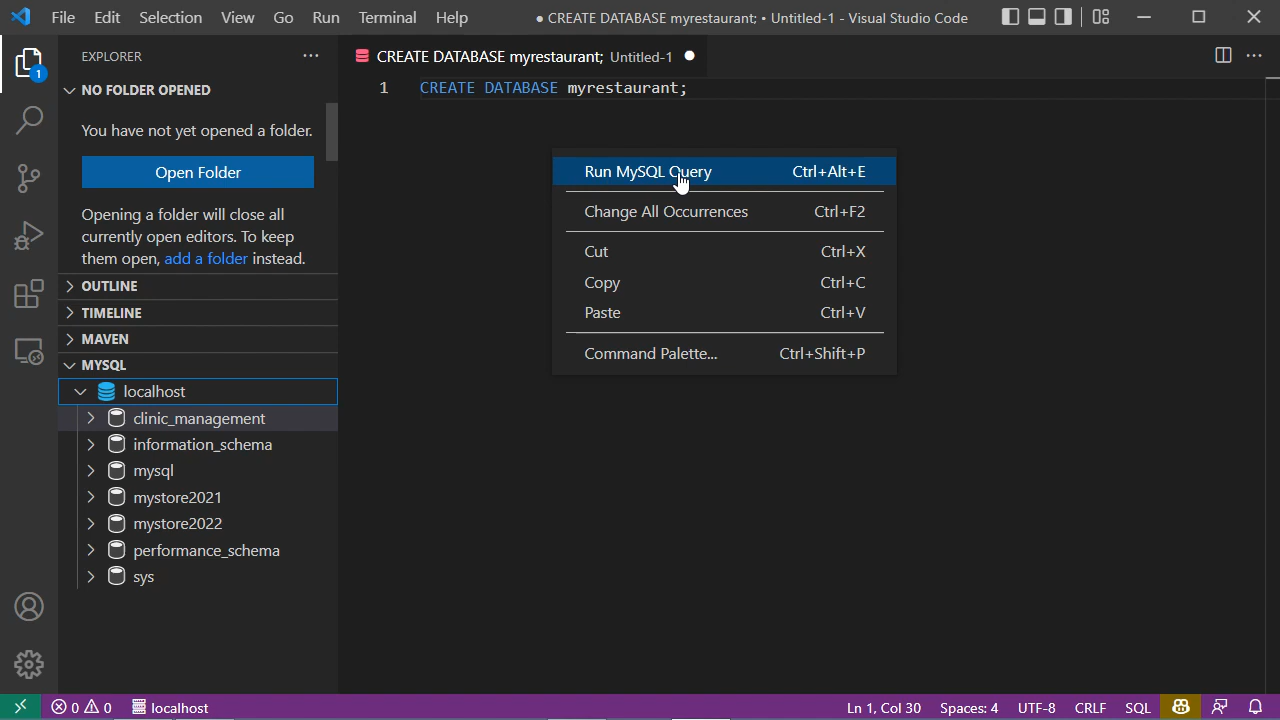 File Edit Selection View Go Run Terminal Help ● CREATE DATABASE myrestaurant; • Untitled-1 - Visual Studio Code
EXPLORER
1
NO FOLDER OPENED
You have not yet opened a folder.
Open Folder
Opening a folder will close all
currently open editors. To keep
them open, add a folder instead.
OUTLINE
TIMELINE
MAVEN
MYSQL
localhost
clinic_management
information_schema
mysql
mystore2021
mystore2022
performance_schema
sys
CREATE DATABASE myrestaurant; Untitled-1 ●
1 CREATE DATABASE myrestaurant;
Run MySQL Query Ctrl+Alt+E
Change All Occurrences Ctrl+F2
Cut Ctrl+X
Copy Ctrl+C
Paste Ctrl+V
Command Palette... Ctrl+Shift+P
0 0 localhost Ln 1, Col 30 Spaces: 4 UTF-8 CRLF SQL